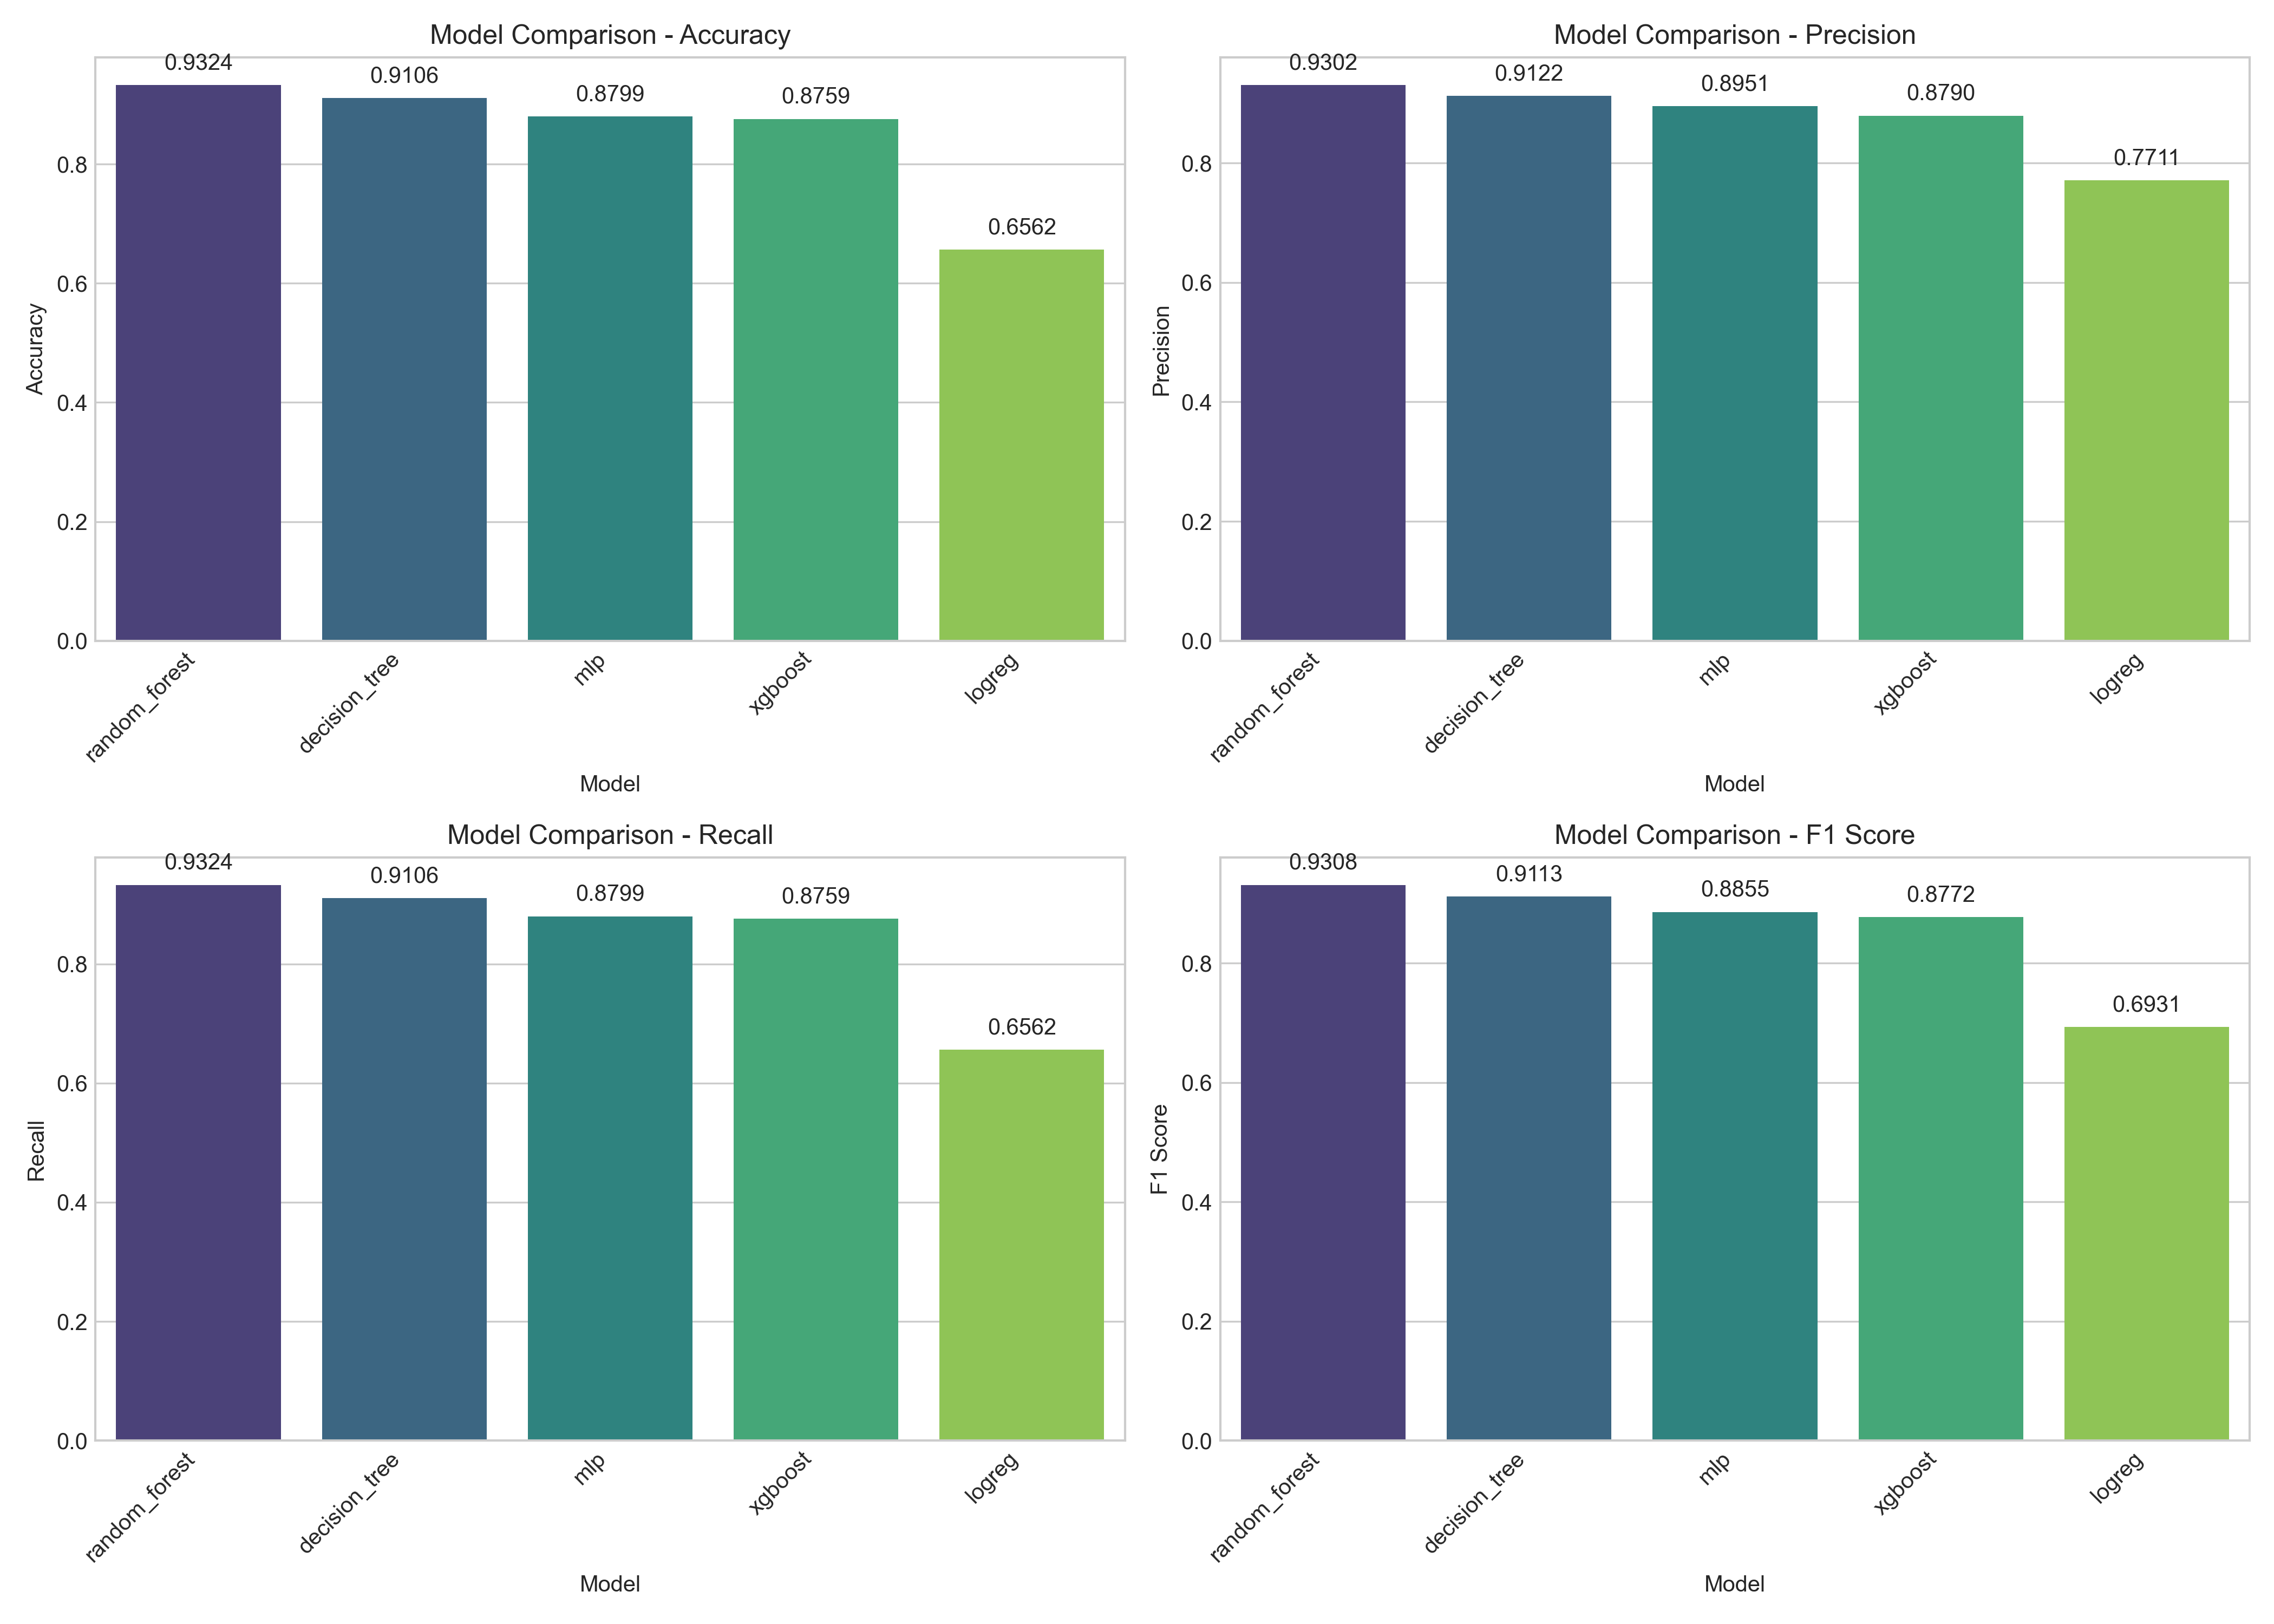 Model Comparison - Accuracy
0.9324
0.9106
0.8799
0.8759
0.6562
0.8
0.6
0.4
0.2
0.0
Accuracy
random_forest
decision_tree
mlp
xgboost
logreg
Model
Model Comparison - Precision
0.9302
0.9122
0.8951
0.8790
0.7711
0.8
0.6
0.4
0.2
0.0
Precision
random_forest
decision_tree
mlp
xgboost
logreg
Model
Model Comparison - Recall
0.9324
0.9106
0.8799
0.8759
0.6562
0.8
0.6
0.4
0.2
0.0
Recall
random_forest
decision_tree
mlp
xgboost
logreg
Model
Model Comparison - F1 Score
0.9308
0.9113
0.8855
0.8772
0.6931
0.8
0.6
0.4
0.2
0.0
F1 Score
random_forest
decision_tree
mlp
xgboost
logreg
Model